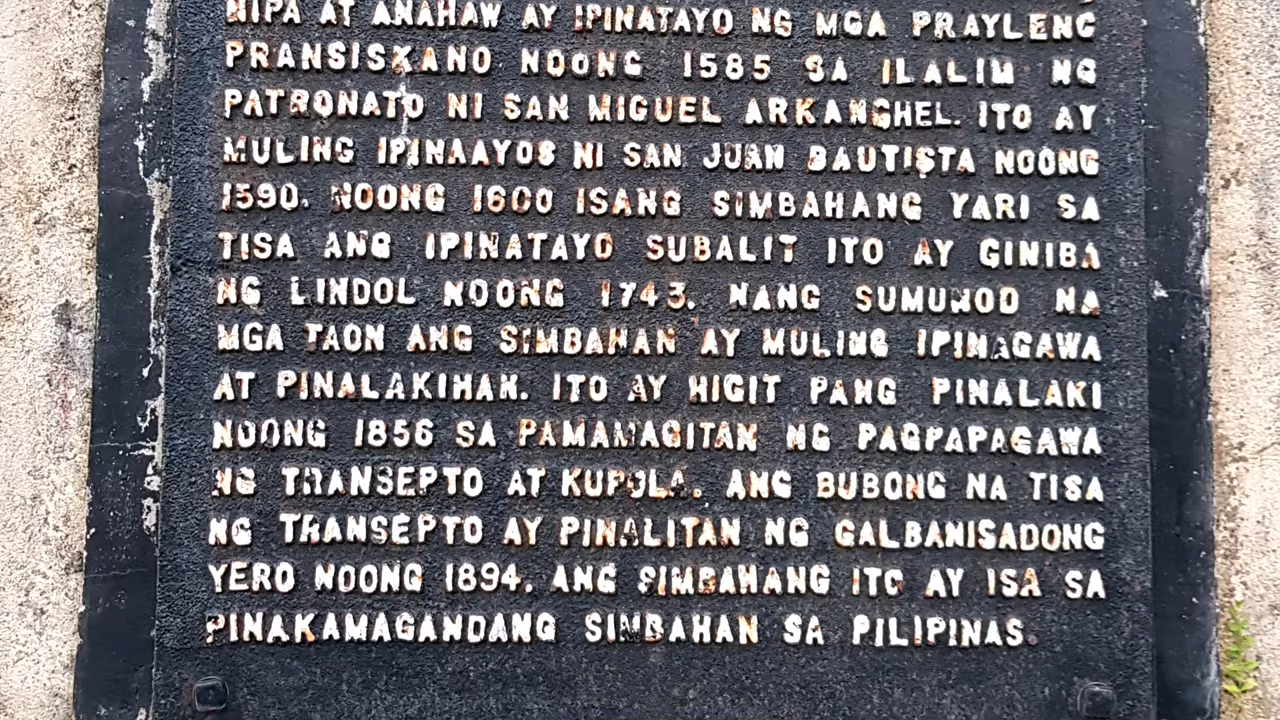 NIPA AT ANAHAW AY IPINATAYO NG MGA PRAYLENG
PRANSISKANO NOONG 1585 SA ILALIM NG
PATRONATO NI SAN MIGUEL ARKANGHEL. ITO AY
MULING IPINAAYOS NI SAN JUAN BAUTISTA NOONG
1590. NOONG 1600 ISANG SIMBAHANG YARI SA
TISA ANG IPINATAYO SUBALIT ITO AY GINIBA
NG LINDOL NOONG 1743. NANG SUMUNOD NA
MGA TAON ANG SIMBAHAN AY MULING IPINAGAWA
AT PINALAKIHAN. ITO AY HIGIT PANG PINALAKI
NOONG 1856 SA PAMAMAGITAN NG PAGPAPAGAWA
NG TRANSEPTO AT KUPOLA. ANG BUBONG NA TISA
NG TRANSEPTO AY PINALITAN NG GALBANISADONG
YERO NOONG 1894. ANG SIMBAHANG ITO AY ISA SA
PINAKAMAGANDANG SIMBAHAN SA PILIPINAS.